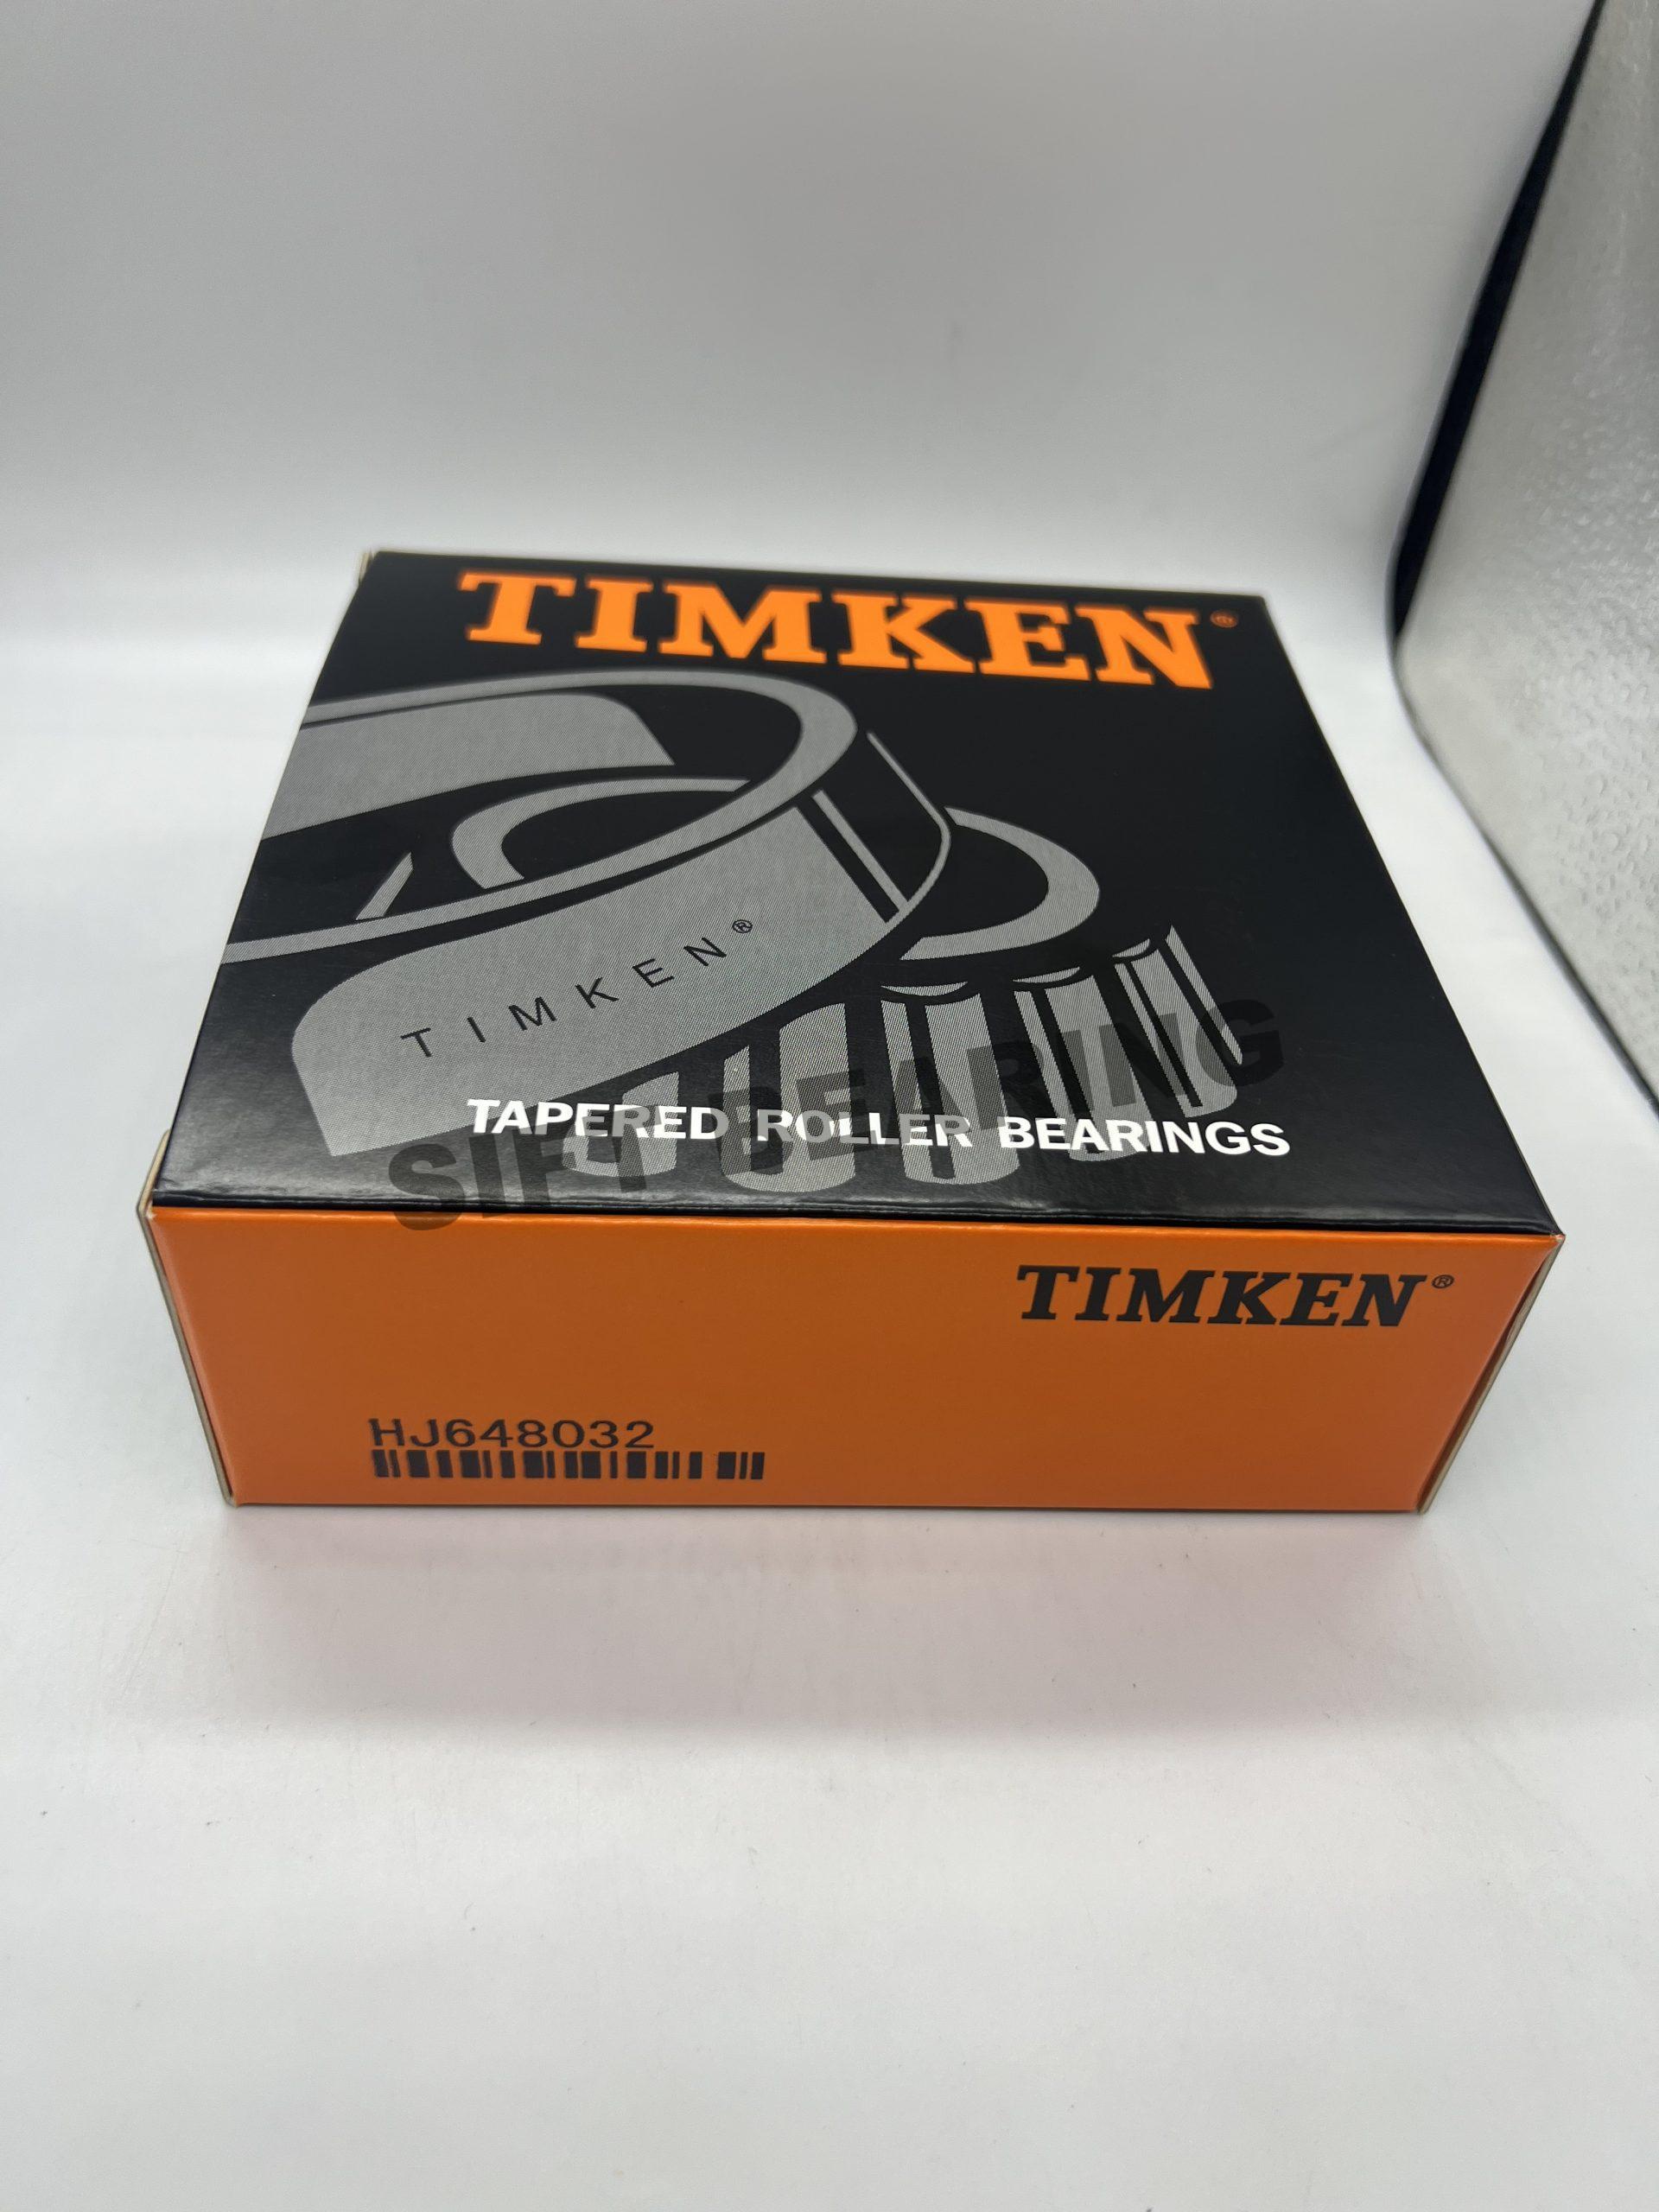 TIMKEN®
TIMKEN®
TAPERED ROLLER BEARINGS
SIFT BEARING
TIMKEN®
HJ648032